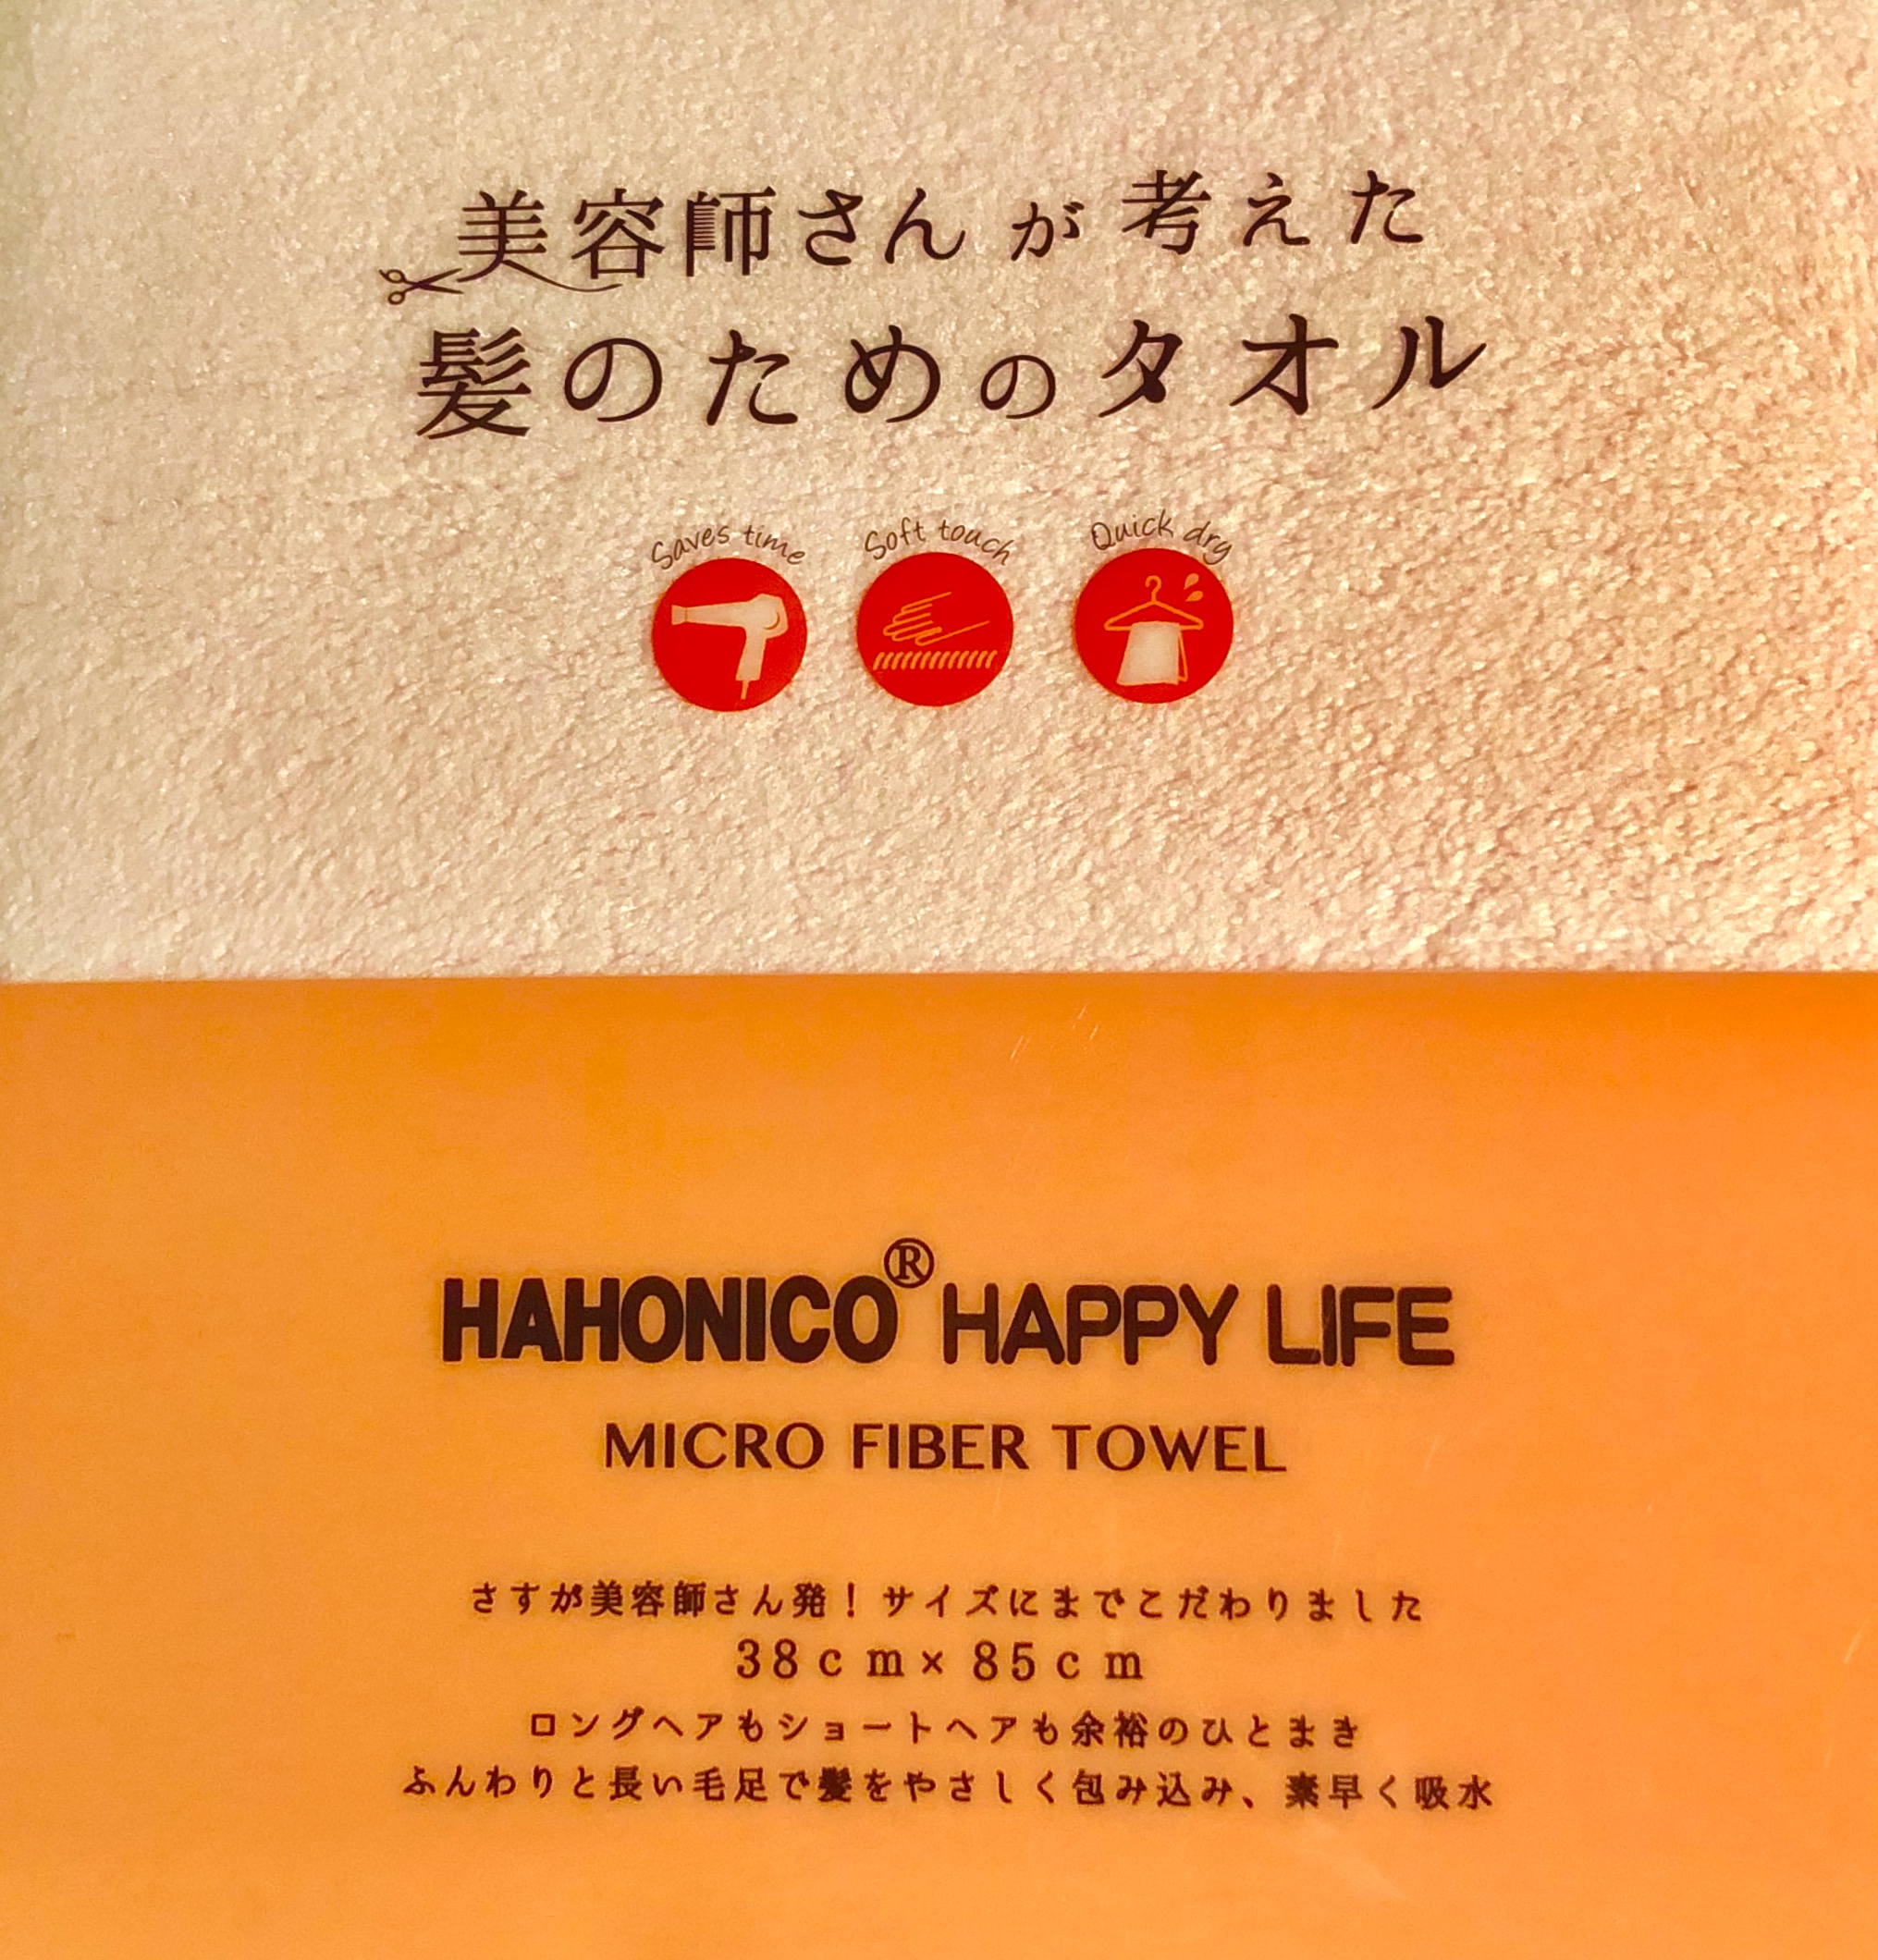 美容師さんが考えた
髪のためのタオル
Saves time Soft touch Quick dry
HAHONICO® HAPPY LIFE
MICRO FIBER TOWEL
さすが美容師さん発！サイズにまでこだわりました
38cm×85cm
ロングヘアもショートヘアも余裕のひとまき
ふんわりと長い毛足で髪をやさしく包み込み、素早く吸水